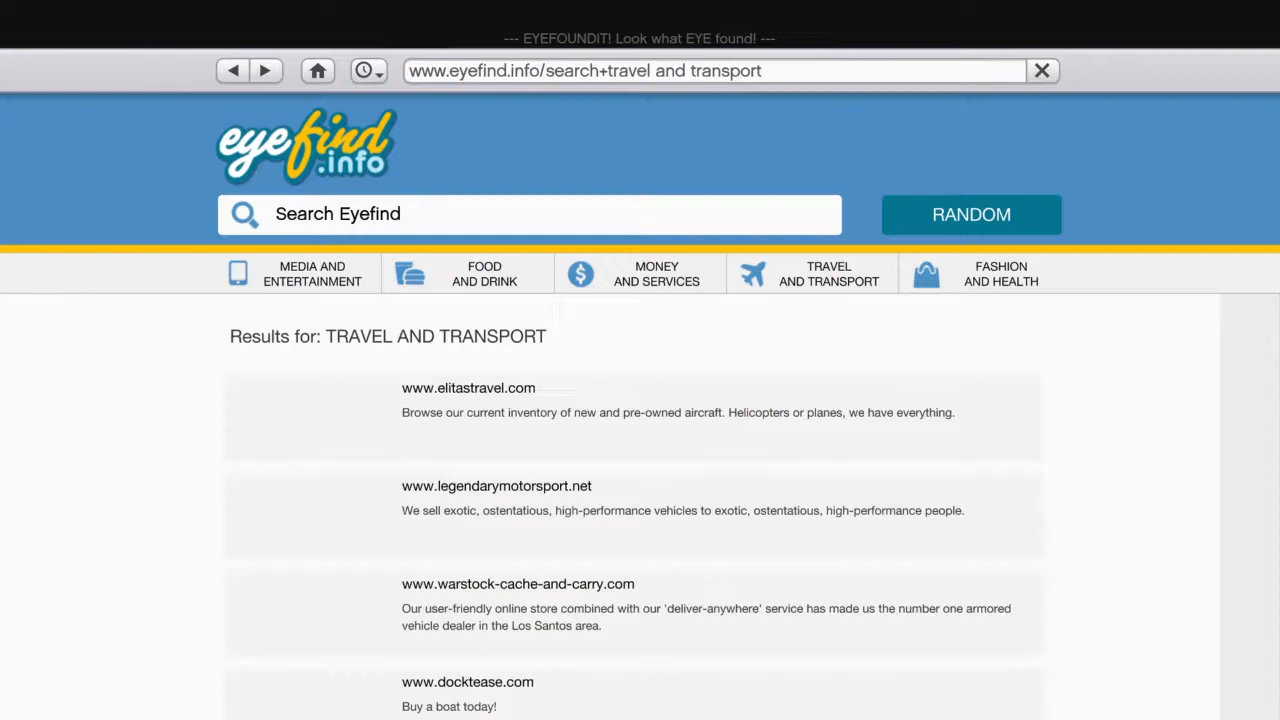 --- EYEFOUNDIT! Look what EYE found! ---
www.eyefind.info/search+travel and transport
eyefind
.info
Search Eyefind
RANDOM
MEDIA AND
ENTERTAINMENT
FOOD
AND DRINK
MONEY
AND SERVICES
TRAVEL
AND TRANSPORT
FASHION
AND HEALTH
Results for: TRAVEL AND TRANSPORT
www.elitastravel.com
Browse our current inventory of new and pre-owned aircraft. Helicopters or planes, we have everything.
www.legendarymotorsport.net
We sell exotic, ostentatious, high-performance vehicles to exotic, ostentatious, high-performance people.
www.warstock-cache-and-carry.com
Our user-friendly online store combined with our 'deliver-anywhere' service has made us the number one armored
vehicle dealer in the Los Santos area.
www.docktease.com
Buy a boat today!